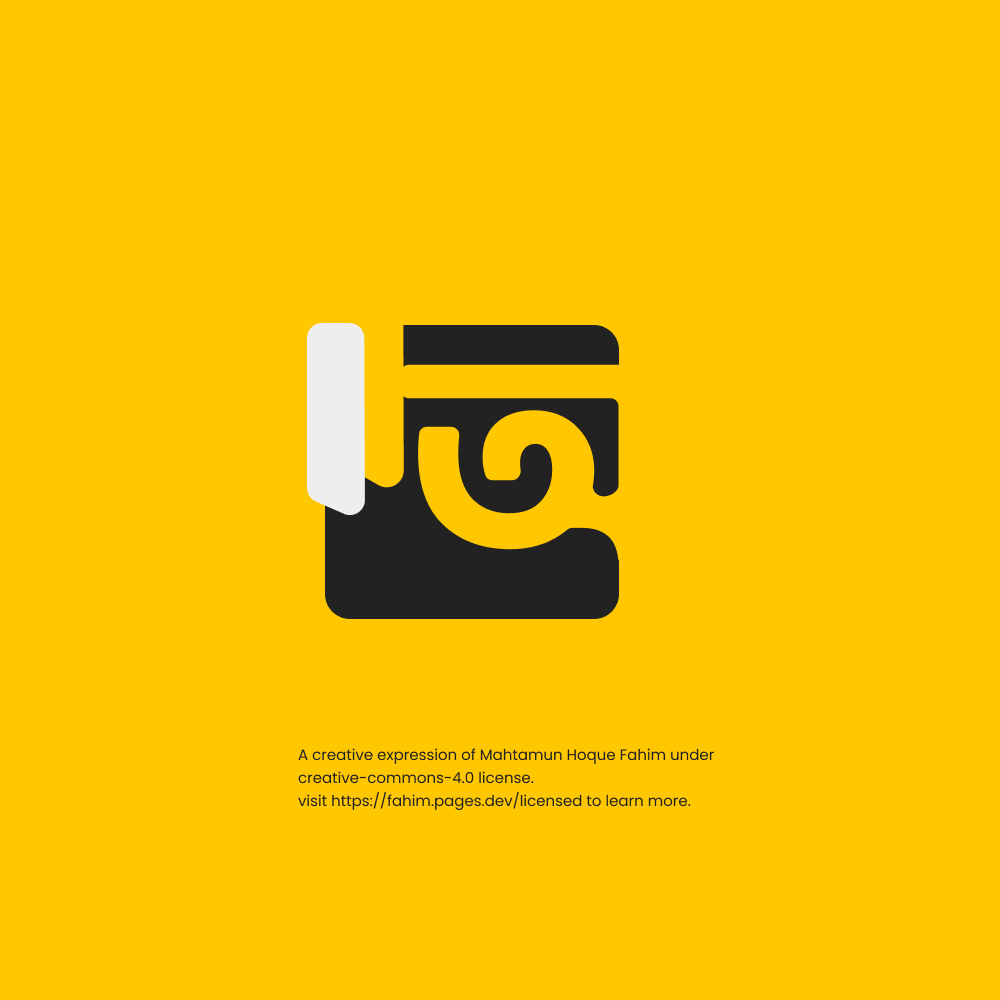 A creative expression of Mahtamun Hoque Fahim under
creative-commons-4.0 license.
visit https://fahim.pages.dev/licensed to learn more.